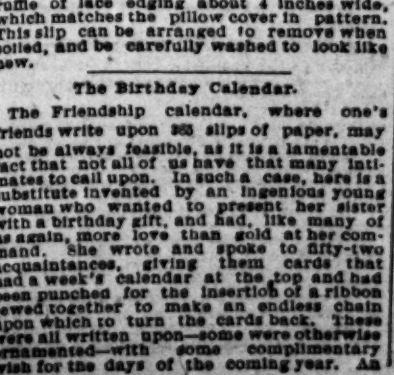 ruffle of lace edging about 4 inches wide,
which matches the pillow cover in pattern.
This slip can be arranged to remove when
soiled, and be carefully washed to look like
new.
The Birthday Calendar.
The Friendship calendar, where one's
friends write upon 365 slips of paper, may
not be always feasible, as it is a lamentable
fact that not all of us have that many inti-
mates to call upon. In such a case, here is a
substitute invented by an ingenious young
woman who wanted to present her sister
with a birthday gift, and had, like many of
us again, more love than gold at her com-
mand. She wrote and spoke to fifty-two
acquaintances, giving them cards that
had a week's calendar at the top and had
been punched for the insertion of a ribbon
sewed together to make an endless chain
upon which to turn the cards back. These
were all written upon—some were otherwise
ornamented—with some complimentary
wish for the days of the coming year. An